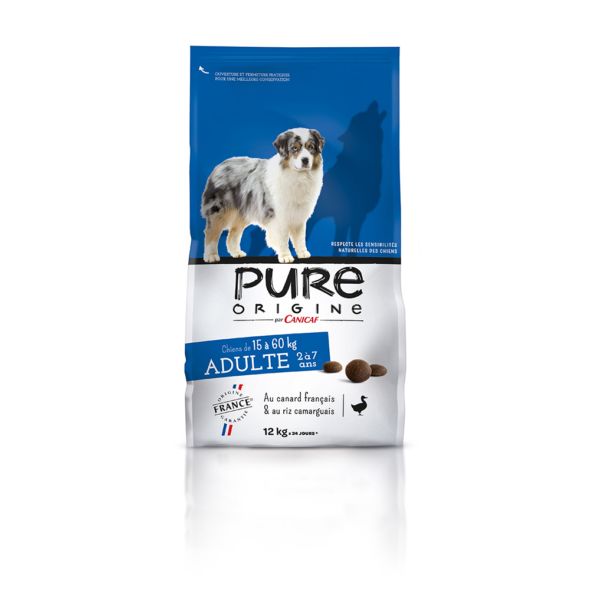 OUVERTURE ET FERMETURE PRATIQUES
POUR UNE MEILLEURE CONSERVATION
RESPECTE LES SENSIBILITÉS
NATURELLES DES CHIENS
PURE
ORIGINE
par CANICAF
Chiens de 15 à 60 kg
ADULTE 2 à 7 ans
ORIGINE
FRANCE
GARANTIE
Au canard français
& au riz camarguais
12 kg x 24 JOURS*